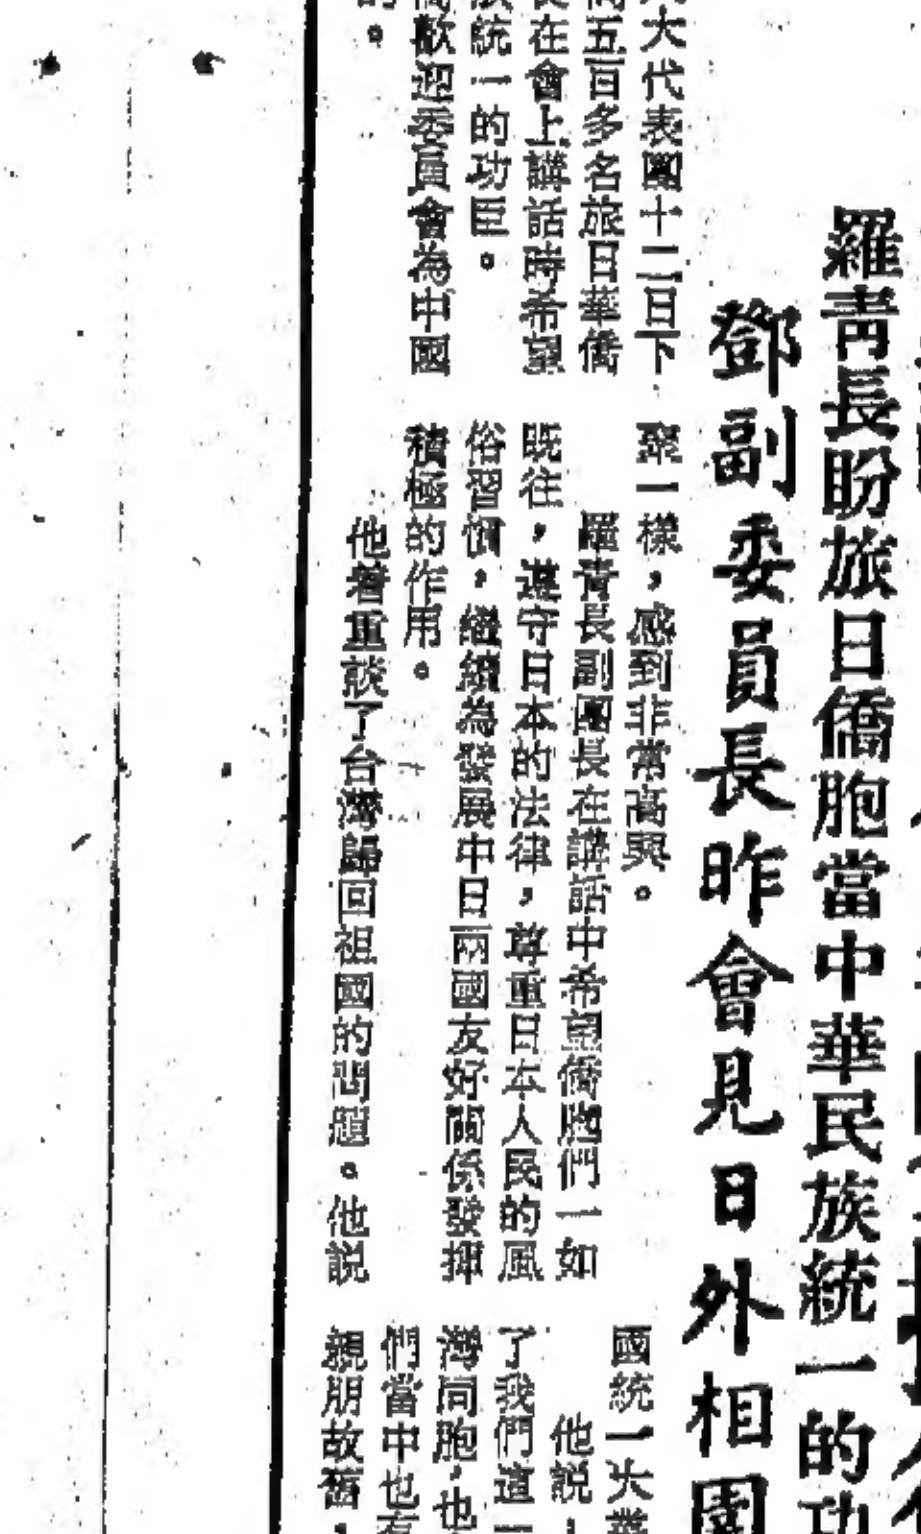 羅青長盼旅日僑胞當中華民族統一的功
鄧副委員長昨會見日外相園
大代表團十二日下
五百多名旅日華僑
在會上講話時希望
統一的功臣。
歡迎委員會為中國
聚一樣，感到非常高興。
羅青長副團長在講話中希望僑胞們一如
既往，遵守日本的法律，尊重日本人民的風
俗習慣，繼續為發展中日兩國友好關係發揮
積極的作用。
他着重談了台灣歸回祖國的問題。他說
國統一大業
他說，
了我們這一
灣同胞，也
們當中也有
親朋故舊，